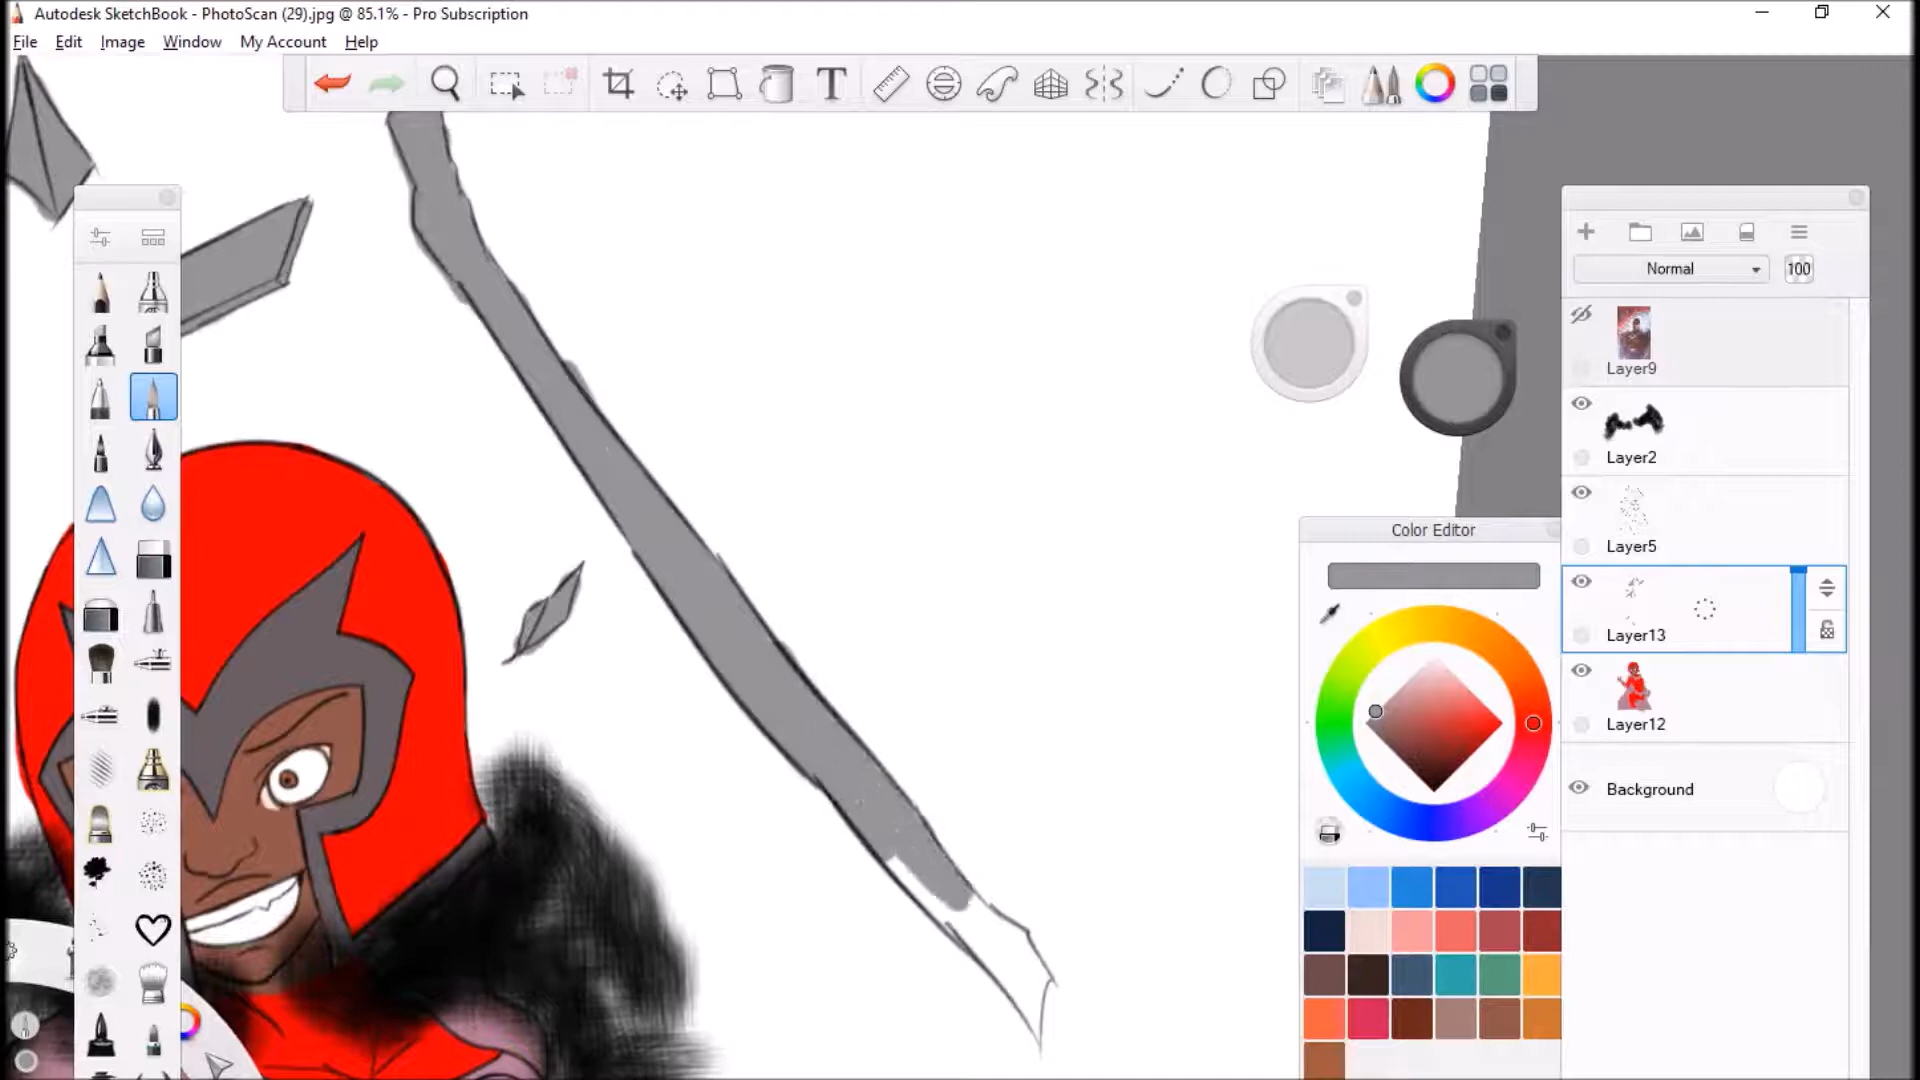 Autodesk SketchBook - PhotoScan (29).jpg @ 85.1% - Pro Subscription
File Edit Image Window My Account Help
T
Normal 100
Layer9
Layer2
Layer5
Layer13
Layer12
Background
Color Editor